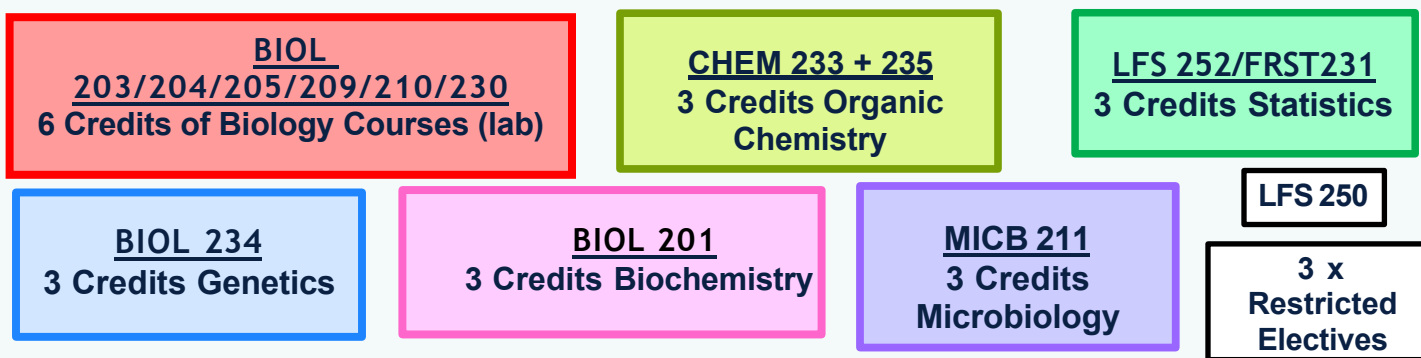 BIOL
203/204/205/209/210/230
6 Credits of Biology Courses (lab)
CHEM 233 + 235
3 Credits Organic
Chemistry
LFS 252/FRST231
3 Credits Statistics
BIOL 234
3 Credits Genetics
BIOL 201
3 Credits Biochemistry
MICB 211
3 Credits
Microbiology
LFS 250
3 x
Restricted
Electives